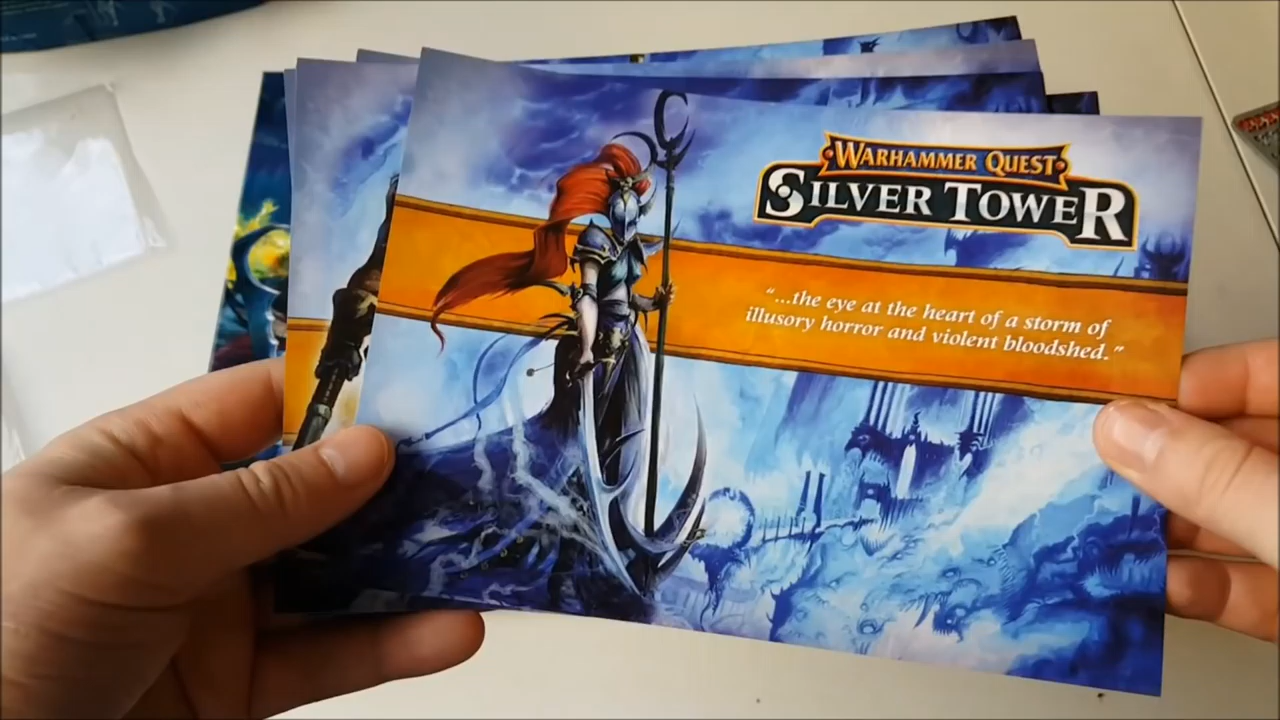 WARHAMMER QUEST
SILVER TOWER
"...the eye at the heart of a storm of
illusory horror and violent bloodshed."